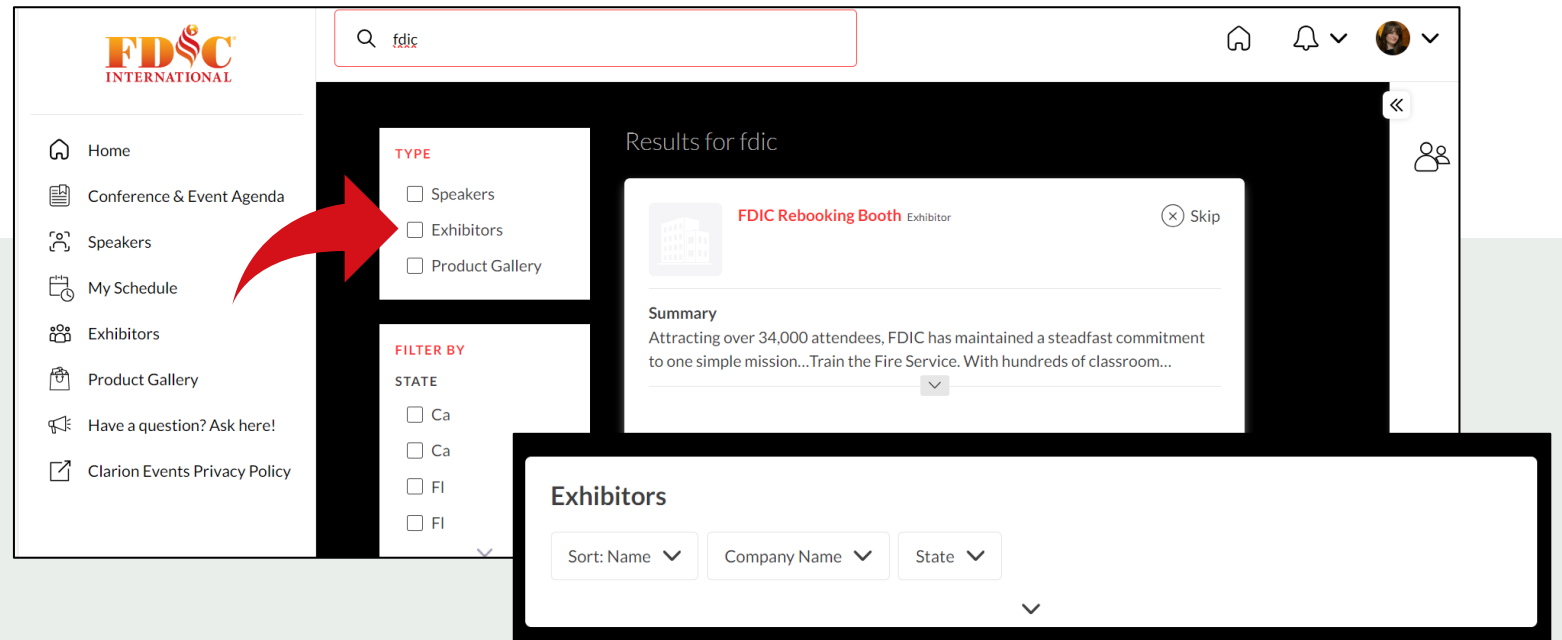 FDIC
INTERNATIONAL
fdic
Home
Conference & Event Agenda
Speakers
My Schedule
Exhibitors
Product Gallery
Have a question? Ask here!
Clarion Events Privacy Policy
TYPE
Speakers
Exhibitors
Product Gallery
FILTER BY
STATE
Ca
Ca
Fl
Fl
Results for fdic
FDIC Rebooking Booth Exhibitor
Skip
Summary
Attracting over 34,000 attendees, FDIC has maintained a steadfast commitment
to one simple mission...Train the Fire Service. With hundreds of classroom...
Exhibitors
Sort: Name Company Name State